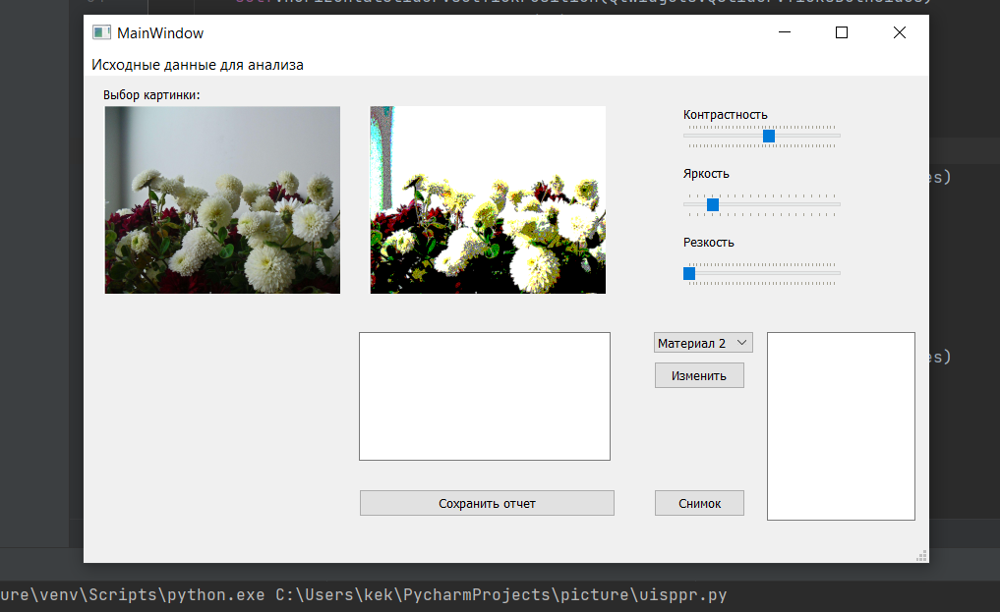 MainWindow
Исходные данные для анализа
Выбор картинки:
Контрастность
Яркость
Резкость
es)
Материал 2
es)
Изменить
Сохранить отчет
Снимок
ure\venv\Scripts\python.exe C:\Users\kek\PycharmProjects\picture\uisppr.py